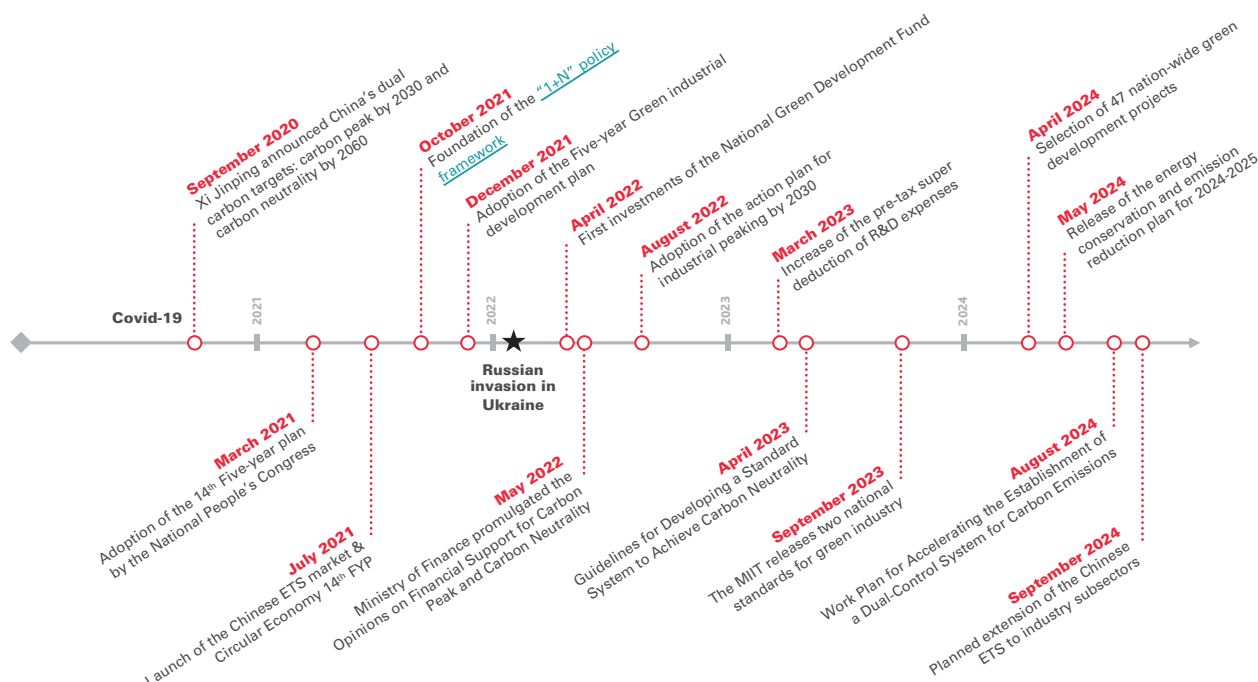 September 2020
Xi Jinping announced China's dual
carbon targets: carbon peak by 2030 and
carbon neutrality by 2060
October 2021
Foundation of the "1+N" policy
framework
December 2021
Adoption of the Five-year Green industrial
development plan
April 2022
First investments of the National Green Development Fund
August 2022
Adoption of the action plan for
industrial peaking by 2030
March 2023
Increase of the pre-tax super
deduction of R&D expenses
April 2024
Selection of 47 nation-wide green
development projects
May 2024
Release of the energy
conservation and emission
reduction plan for 2024-2025
Covid-19
2021
2022
2023
2024
Russian
invasion in
Ukraine
March 2021
Adoption of the 14th Five-year plan
by the National People's Congress
July 2021
Launch of the Chinese ETS market &
Circular Economy 14th FYP
May 2022
Ministry of Finance promulgated the
Opinions on Financial Support for Carbon
Peak and Carbon Neutrality
April 2023
Guidelines for Developing a Standard
System to Achieve Carbon Neutrality
September 2023
The MIIT releases two national
standards for green industry
August 2024
Work Plan for Accelerating the Establishment of
a Dual-Control System for Carbon Emissions
September 2024
Planned extension of the Chinese
ETS to industry subsectors